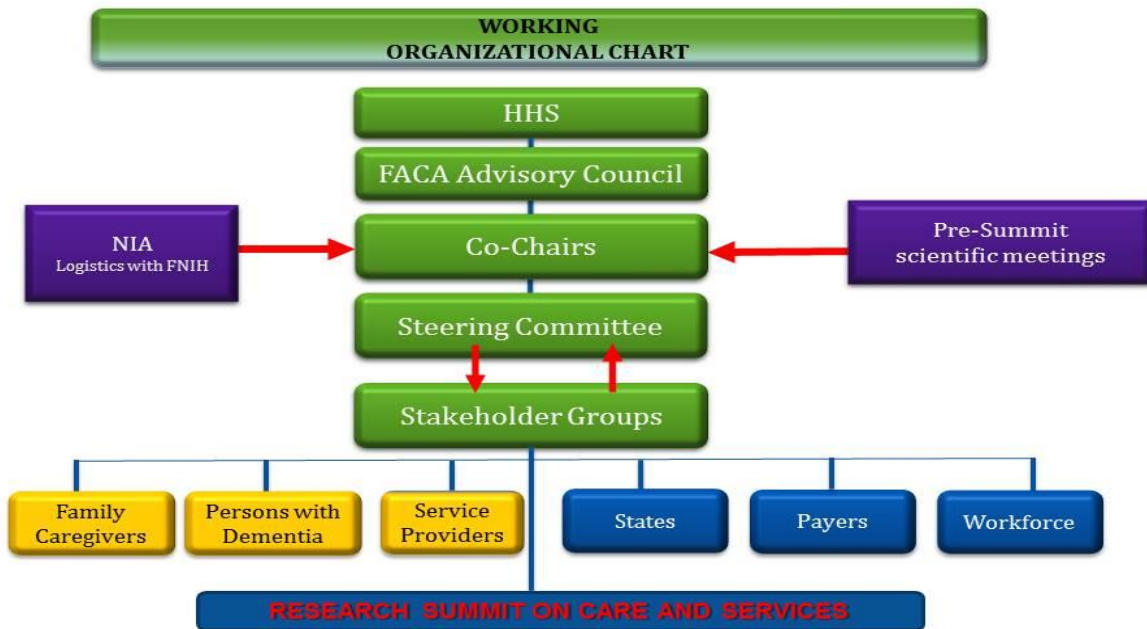 WORKING
ORGANIZATIONAL CHART
HHS
FACA Advisory Council
NIA
Logistics with FNIH
Co-Chairs
Pre-Summit
scientific meetings
Steering Committee
Stakeholder Groups
Family
Caregivers
Persons with
Dementia
Service
Providers
States
Payers
Workforce
RESEARCH SUMMIT ON CARE AND SERVICES